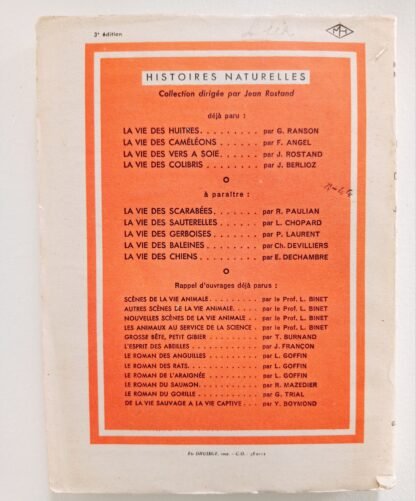 3e édition
MH
HISTOIRES NATURELLES
Collection dirigée par Jean Rostand
déjà paru :
LA VIE DES HUITRES. . . . . . . . . par G. RANSON
LA VIE DES CAMÉLÉONS. . . . . . . par F. ANGEL
LA VIE DES VERS A SOIE. . . . . . . par J. ROSTAND
LA VIE DES COLIBRIS . . . . . . . . par J. BERLIOZ
à paraître :
LA VIE DES SCARABÉES. . . . . . . . par R. PAULIAN
LA VIE DES SAUTERELLES . . . . . . par L. CHOPARD
LA VIE DES GERBOISES . . . . . . . par P. LAURENT
LA VIE DES BALEINES . . . . . . . . par Ch. DEVILLIERS
LA VIE DES CHIENS . . . . . . . . . par E. DECHAMBRE
Rappel d'ouvrages déjà parus :
SCÈNES DE LA VIE ANIMALE . . . . . . . . par le Prof. L. BINET
AUTRES SCÈNES DE LA VIE ANIMALE. . . . . par le Prof. L. BINET
NOUVELLES SCÈNES DE LA VIE ANIMALE . . . par le Prof. L. BINET
LES ANIMAUX AU SERVICE DE LA SCIENCE . . par le Prof. L. BINET
GROSSE BÊTE, PETIT GIBIER . . . . . . . . par T. BURNAND
L'ESPRIT DES ABEILLES . . . . . . . . . . par J. FRANÇON
LE ROMAN DES ANGUILLES . . . . . . . . . par L. GOFFIN
LE ROMAN DES RATS. . . . . . . . . . . . par L. GOFFIN
LE ROMAN DE L'ARAIGNÉE . . . . . . . . . par L. GOFFIN
LE ROMAN DU SAUMON. . . . . . . . . . . par R. MAZEDIER
LE ROMAN DU GORILLE . . . . . . . . . . par G. TRIAL
DE LA VIE SAUVAGE A LA VIE CAPTIVE . . . par Y. BOYMOND